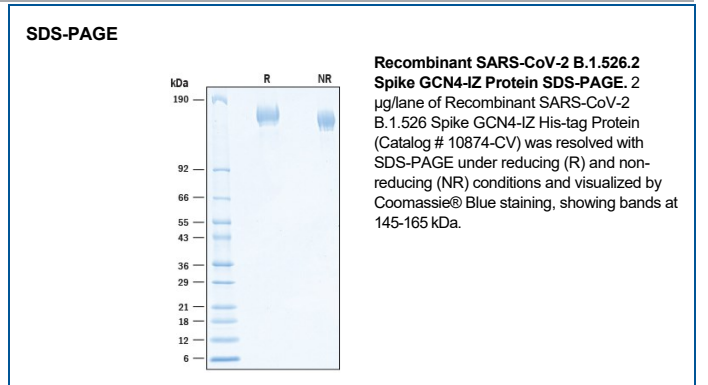 SDS-PAGE
kDa
R
NR
190
92
66
55
43
36
29
21
18
12
6
Recombinant SARS-CoV-2 B.1.526.2
Spike GCN4-IZ Protein SDS-PAGE. 2
µg/lane of Recombinant SARS-CoV-2
B.1.526 Spike GCN4-IZ His-tag Protein
(Catalog # 10874-CV) was resolved with
SDS-PAGE under reducing (R) and non-
reducing (NR) conditions and visualized by
Coomassie® Blue staining, showing bands at
145-165 kDa.